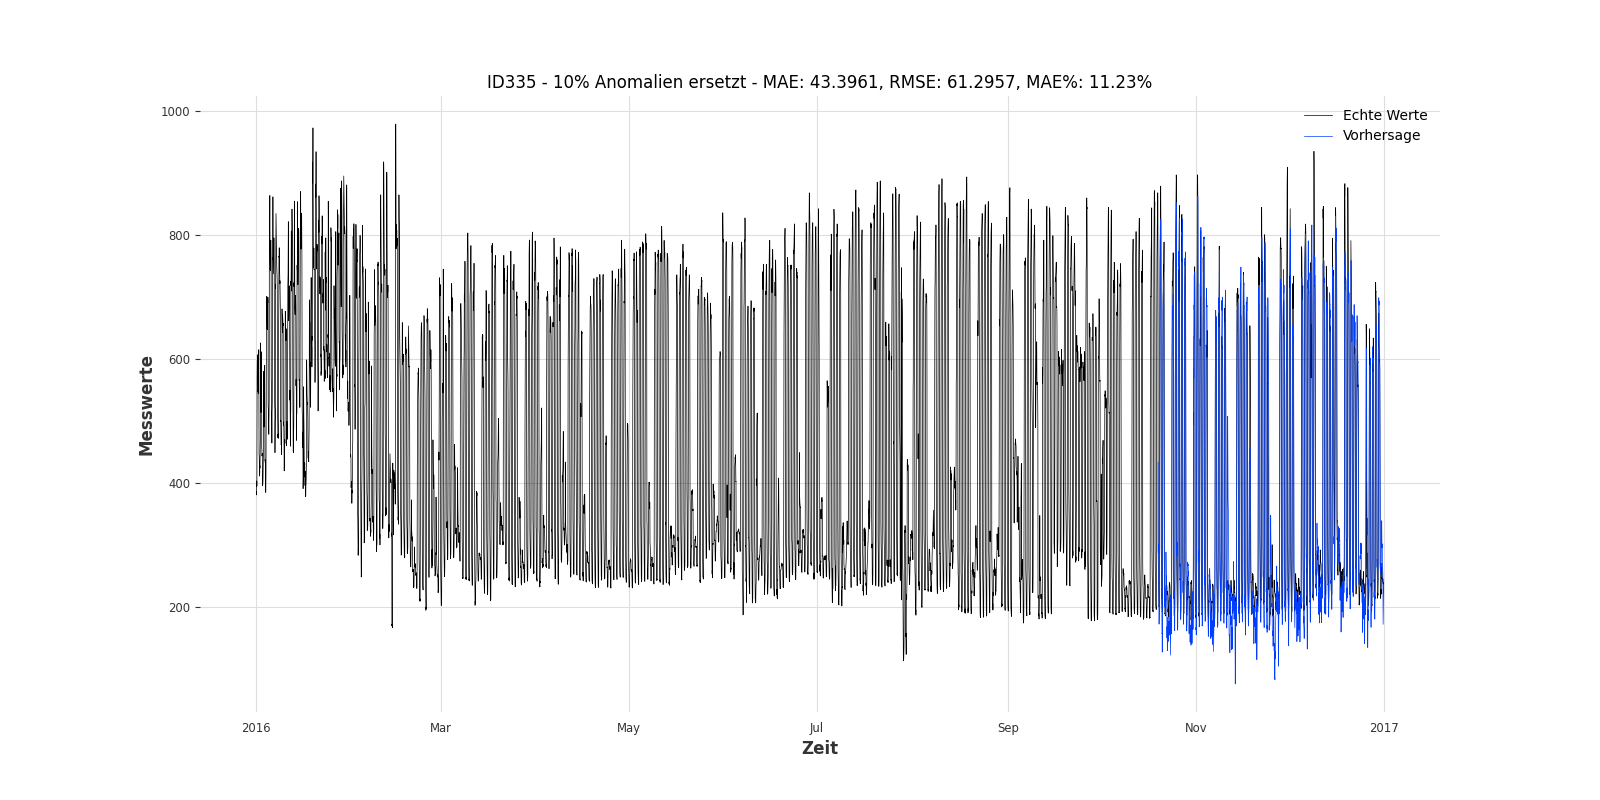 ID335 - 10% Anomalien ersetzt - MAE: 43.3961, RMSE: 61.2957, MAE%: 11.23%
Echte Werte
Vorhersage
1000
800
600
400
200
Messwerte
2016
Mar
May
Jul
Sep
Nov
2017
Zeit